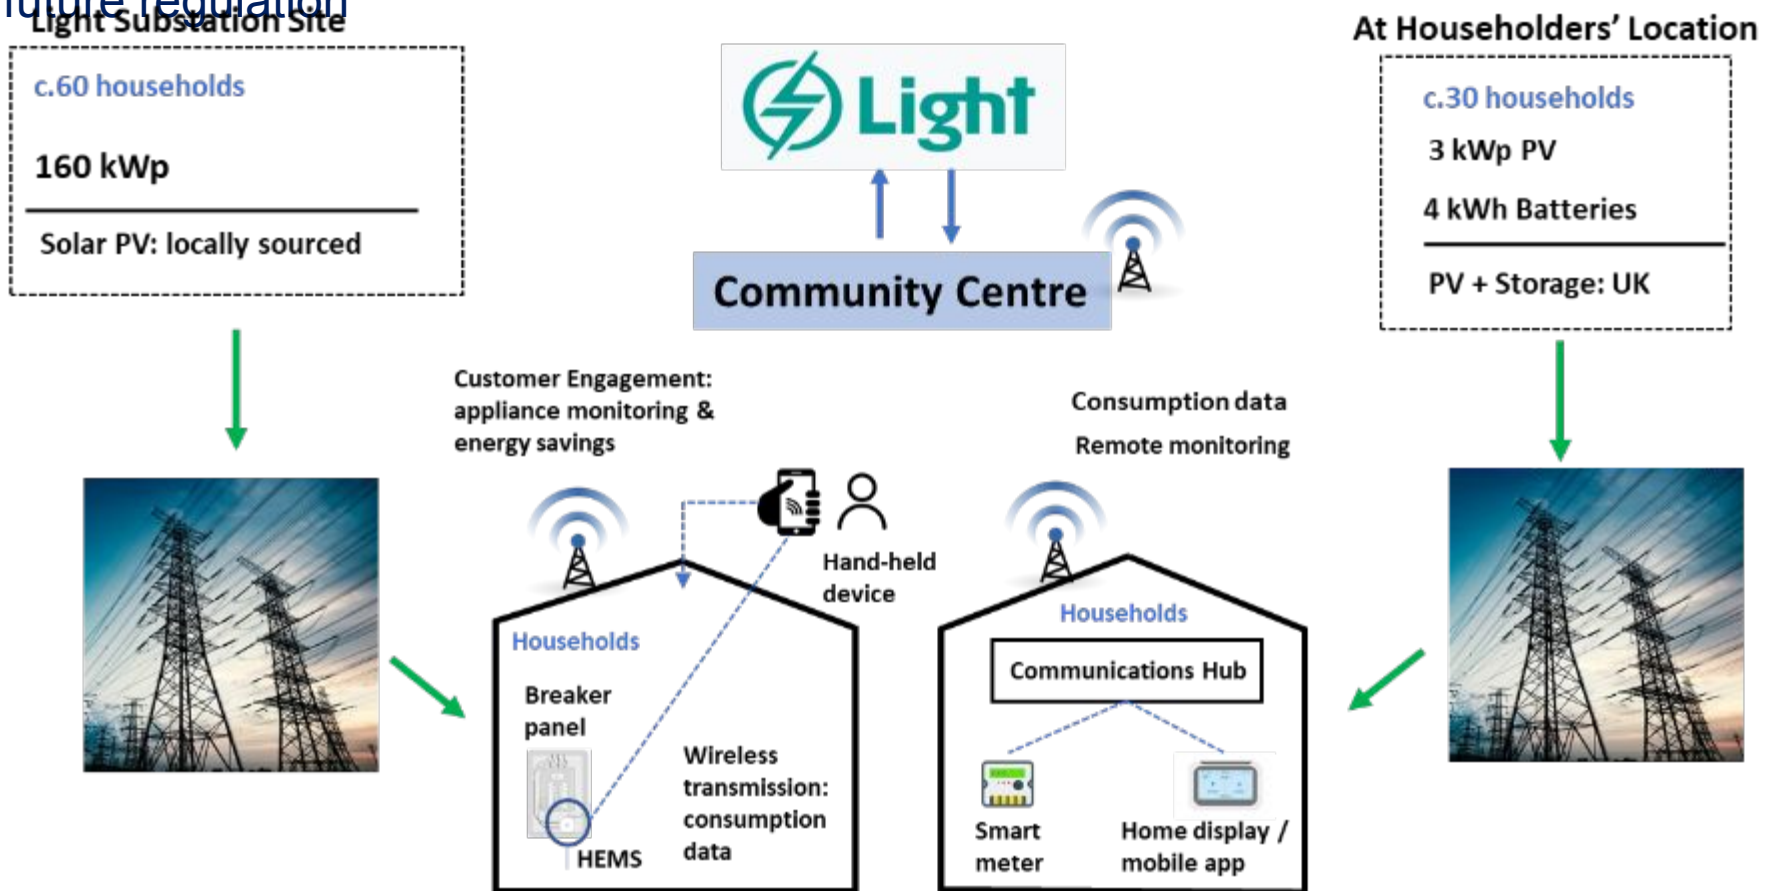 future regulation
Light Substation Site
c.60 households
160 kWp
Solar PV: locally sourced
Light
Community Centre
At Householders' Location
c.30 households
3 kWp PV
4 kWh Batteries
PV + Storage: UK
Customer Engagement:
appliance monitoring &
energy savings
Consumption data
Remote monitoring
Hand-held
device
Households
Breaker
panel
HEMS
Wireless
transmission:
consumption
data
Households
Communications Hub
Smart
meter
Home display /
mobile app